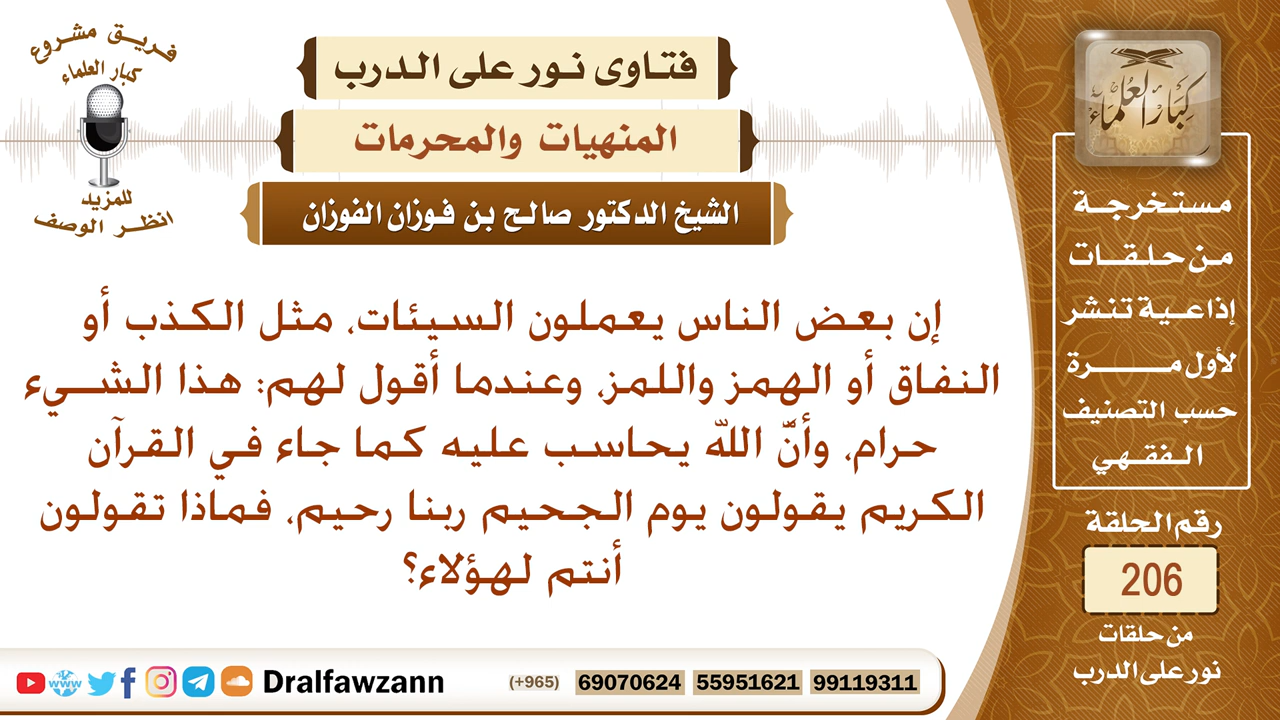 فريق مشروع
كبار العلماء
للمزيد
انظر الوصف
فتاوى نور على الدرب
المنهيات والمحرمات
الشيخ الدكتور صالح بن فوزان الفوزان
إن بعض الناس يعملون السيئات، مثل الكذب أو
النفاق أو الهمز واللمز، وعندما أقول لهم: هذا الشيء
حرام، وأنَّ الله يحاسب عليه كما جاء في القرآن
الكريم يقولون يوم الجحيم ربنا رحيم، فماذا تقولون
أنتم لهؤلاء؟
كبار العلماء
مستخرجة
من حلقات
إذاعية تنشر
لأول مرة
حسب التصنيف
الفقهي
رقم الحلقة
206
من حلقات
نور على الدرب
www Dralfawzann (+965) 69070624 55951621 99119311